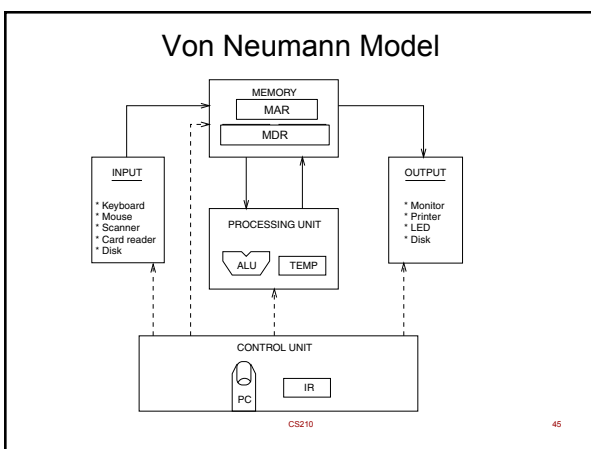 Von Neumann Model
MEMORY
MAR
MDR
INPUT
* Keyboard
* Mouse
* Scanner
* Card reader
* Disk
PROCESSING UNIT
ALU
TEMP
OUTPUT
* Monitor
* Printer
* LED
* Disk
CONTROL UNIT
PC
IR
CS210
45